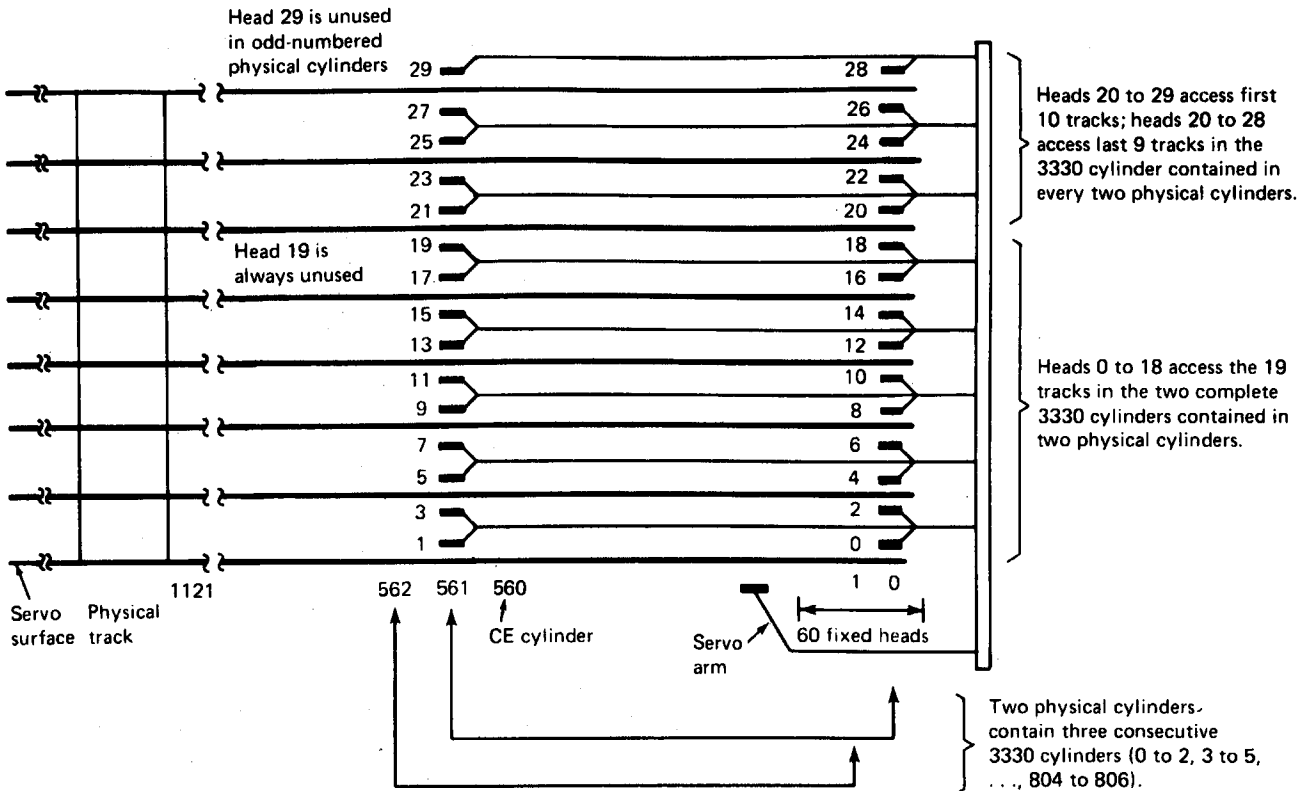 Head 29 is unused
in odd-numbered
physical cylinders
29
28
27
26
25
24
23
22
21
20
Head 19 is
always unused
19
18
17
16
15
14
13
12
11
10
9
8
7
6
5
4
3
2
1
0
Heads 20 to 29 access first
10 tracks; heads 20 to 28
access last 9 tracks in the
3330 cylinder contained in
every two physical cylinders.
Heads 0 to 18 access the 19
tracks in the two complete
3330 cylinders contained in
two physical cylinders.
1121
562
561
560
1
0
Servo
surface
Physical
track
CE cylinder
Servo
arm
60 fixed heads
Two physical cylinders
contain three consecutive
3330 cylinders (0 to 2, 3 to 5,
. . ., 804 to 806).